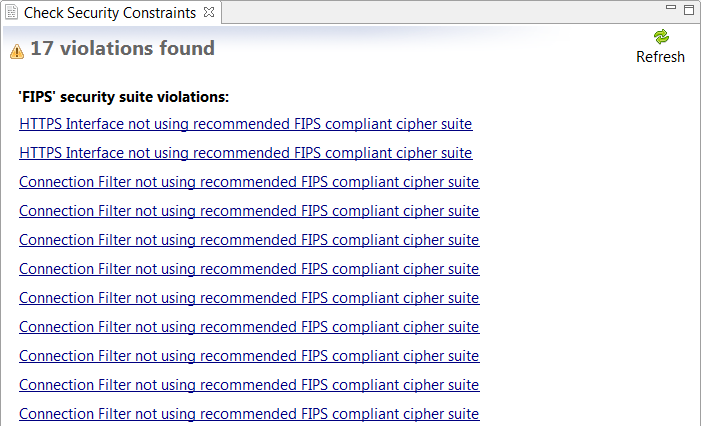 Check Security Constraints
17 violations found
Refresh
'FIPS' security suite violations:
HTTPS Interface not using recommended FIPS compliant cipher suite
HTTPS Interface not using recommended FIPS compliant cipher suite
Connection Filter not using recommended FIPS compliant cipher suite
Connection Filter not using recommended FIPS compliant cipher suite
Connection Filter not using recommended FIPS compliant cipher suite
Connection Filter not using recommended FIPS compliant cipher suite
Connection Filter not using recommended FIPS compliant cipher suite
Connection Filter not using recommended FIPS compliant cipher suite
Connection Filter not using recommended FIPS compliant cipher suite
Connection Filter not using recommended FIPS compliant cipher suite
Connection Filter not using recommended FIPS compliant cipher suite